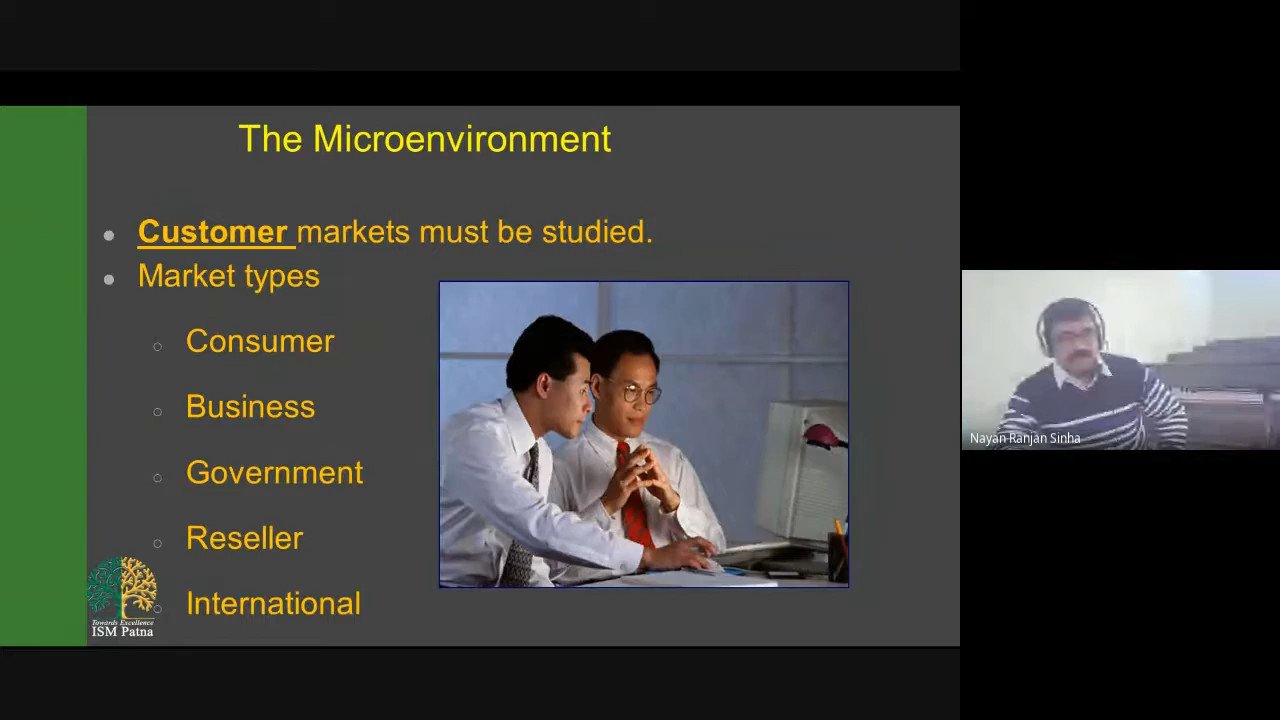 The Microenvironment
Customer markets must be studied.
Market types
Consumer
Business
Government
Reseller
International
Towards Excellence
ISM Patna
Nayan Ranjan Sinha